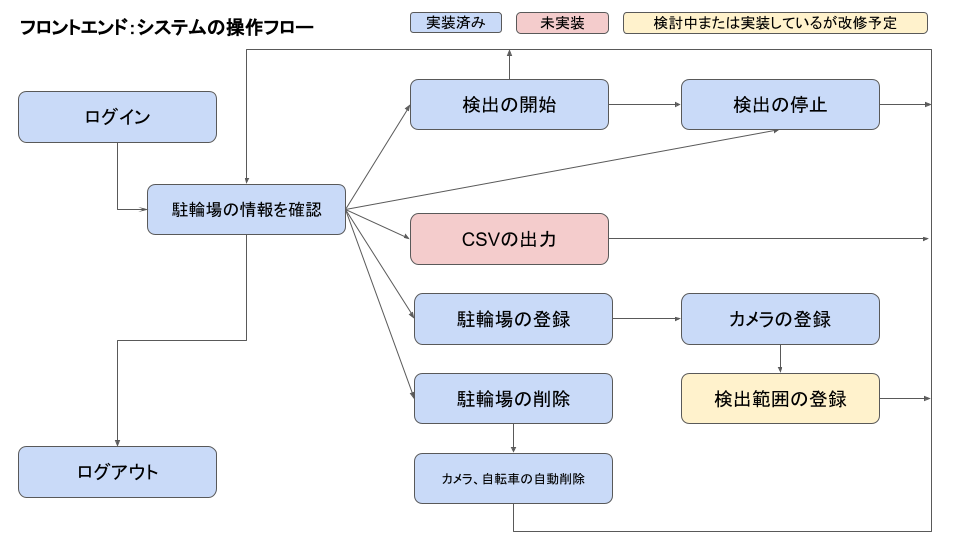 フロントエンド：システムの操作フロー
実装済み
未実装
検討中または実装しているが改修予定
ログイン
検出の開始
検出の停止
駐輪場の情報を確認
CSVの出力
駐輪場の登録
カメラの登録
駐輪場の削除
検出範囲の登録
ログアウト
カメラ、自転車の自動削除